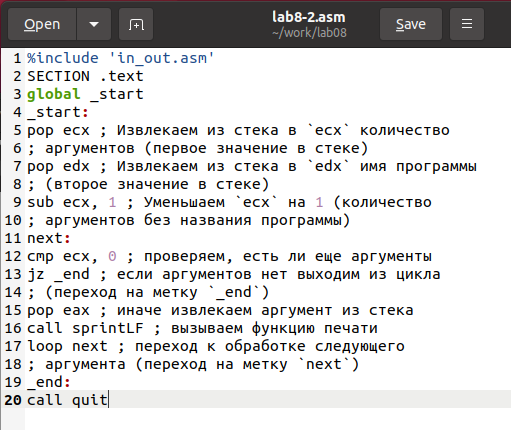 Open
lab8-2.asm
~/work/lab08
Save
1 %include 'in_out.asm'
2 SECTION .text
3 global _start
4 _start:
5 pop ecx ; Извлекаем из стека в `ecx` количество
6 ; аргументов (первое значение в стеке)
7 pop edx ; Извлекаем из стека в `edx` имя программы
8 ; (второе значение в стеке)
9 sub ecx, 1 ; Уменьшаем `ecx` на 1 (количество
10 ; аргументов без названия программы)
11 next:
12 cmp ecx, 0 ; проверяем, есть ли еще аргументы
13 jz _end ; если аргументов нет выходим из цикла
14 ; (переход на метку `_end`)
15 pop eax ; иначе извлекаем аргумент из стека
16 call sprintLF ; вызываем функцию печати
17 loop next ; переход к обработке следующего
18 ; аргумента (переход на метку `next`)
19 _end:
20 call quit